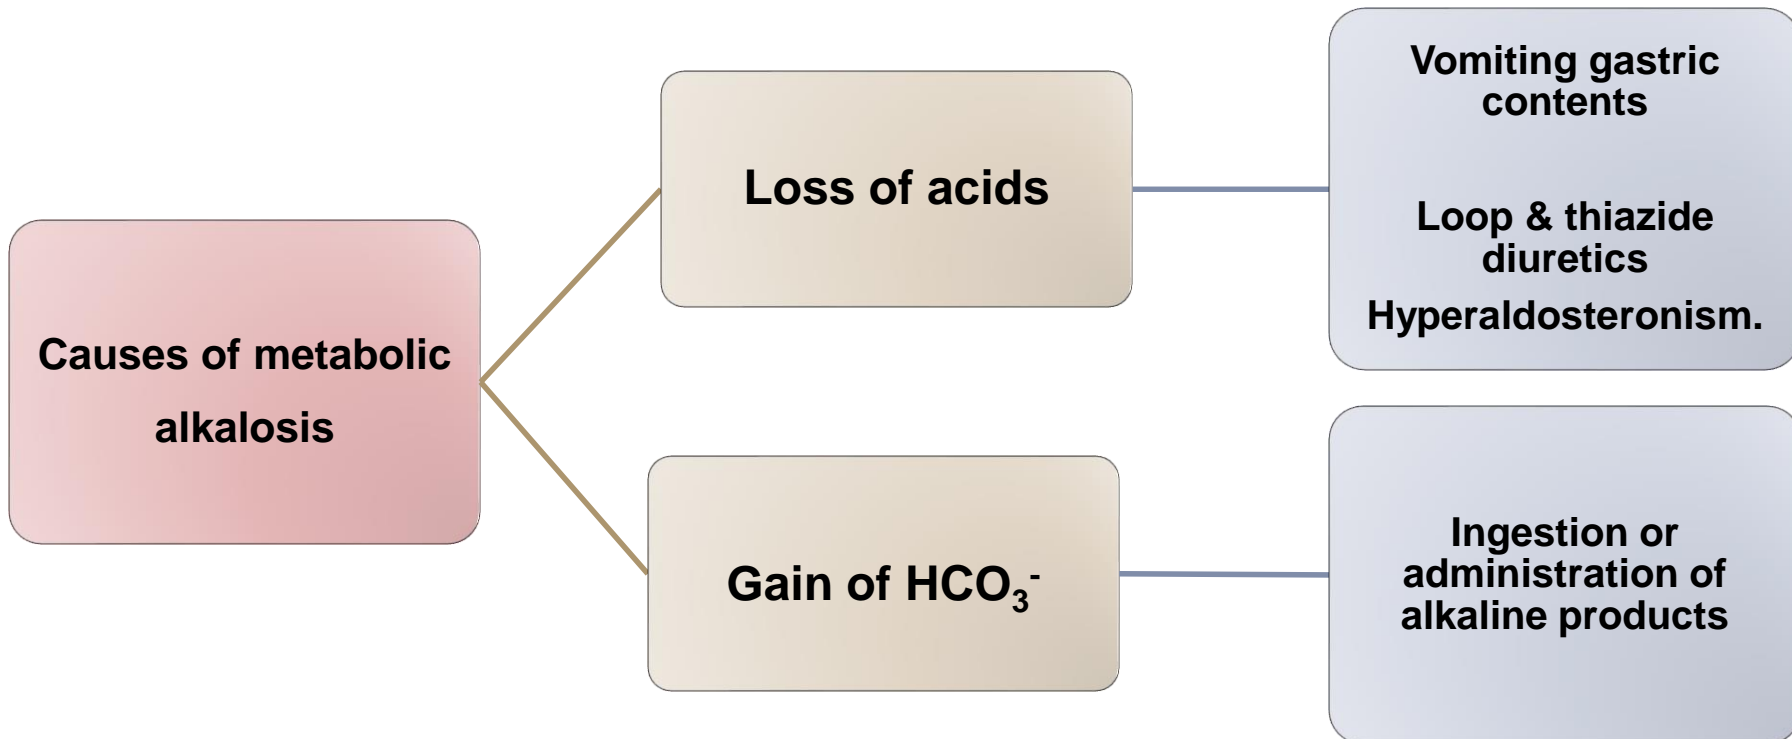 Causes of metabolic
alkalosis
Loss of acids
Vomiting gastric
contents
Loop & thiazide
diuretics
Hyperaldosteronism.
Gain of HCO₃⁻
Ingestion or
administration of
alkaline products